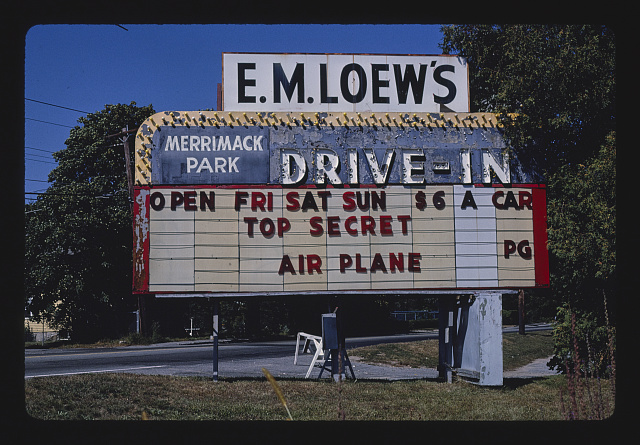 E.M. LOEW'S
MERRIMACK
PARK
DRIVE-IN
OPEN FRI SAT SUN $6 A CAR
TOP SECRET
AIR PLANE
PG